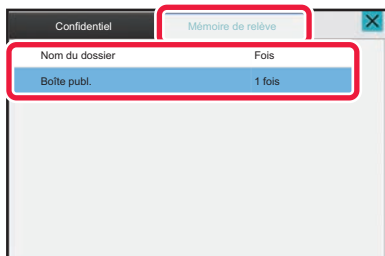 Confidentiel Mémoire de relève
Nom du dossier Fois
Boîte publ. 1 fois